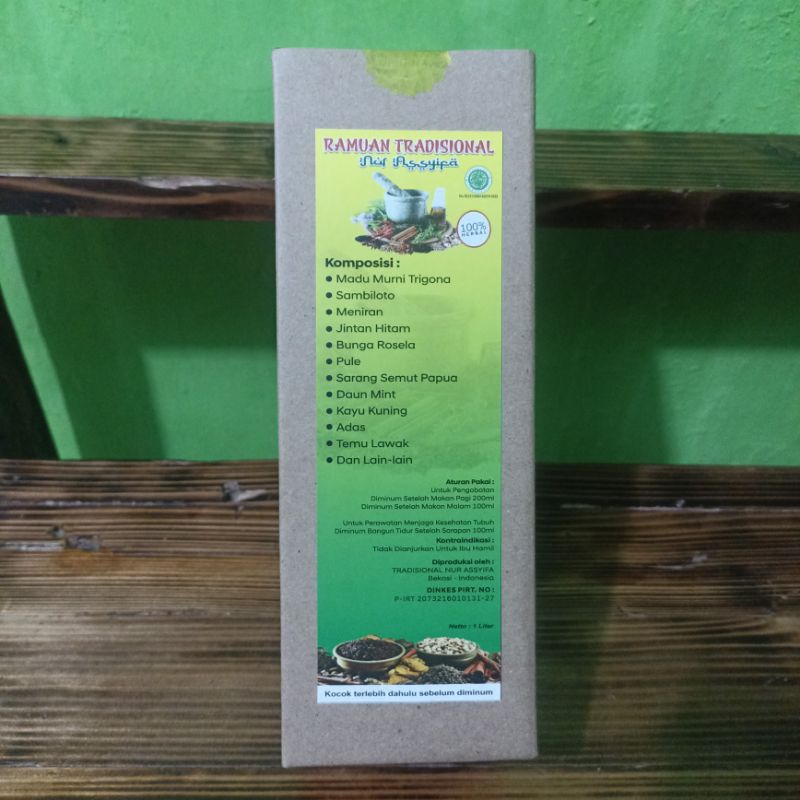 RAMUAN TRADISIONAL
Nur Assyifa
100%
HERBAL
Komposisi :
• Madu Murni Trigona
• Sambiloto
• Meniran
• Jintan Hitam
• Bunga Rosela
• Pule
• Sarang Semut Papua
• Daun Mint
• Kayu Kuning
• Adas
• Temu Lawak
• Dan Lain-lain
Aturan Pakai :
Untuk Pengobatan
Diminum Setelah Makan Pagi 200ml
Diminum Setelah Makan Malam 100ml
Untuk Perawatan Menjaga Kesehatan Tubuh
Diminum Bangun Tidur Setelah Sarapan 100ml
Kontraindikasi :
Tidak Dianjurkan Untuk Ibu Hamil
Diproduksi oleh :
TRADISIONAL NUR ASSYIFA
Bekasi - Indonesia
DINKES PIRT. NO :
P-IRT 2073216010131-27
Netto : 1 Liter
Kocok terlebih dahulu sebelum diminum